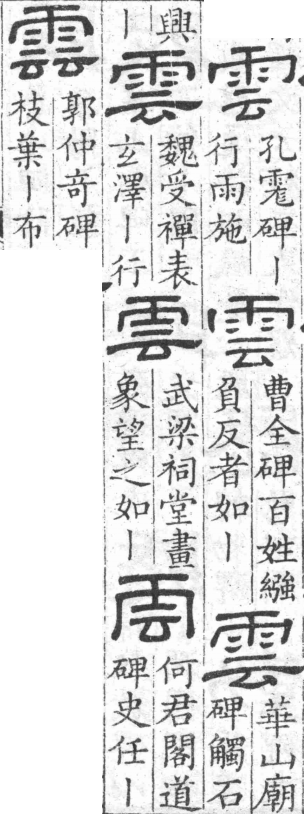 雲
孔碑丨
行雨施
雲
曹全碑百姓繈
負反者如丨
雲
華山廟
碑觸石
興
丨
雲
魏受禪表
玄澤丨行
雲
武梁祠堂畫
象望之如丨
雲
何君閣道
碑史任丨
雲
郭仲竒碑
枝葉丨布